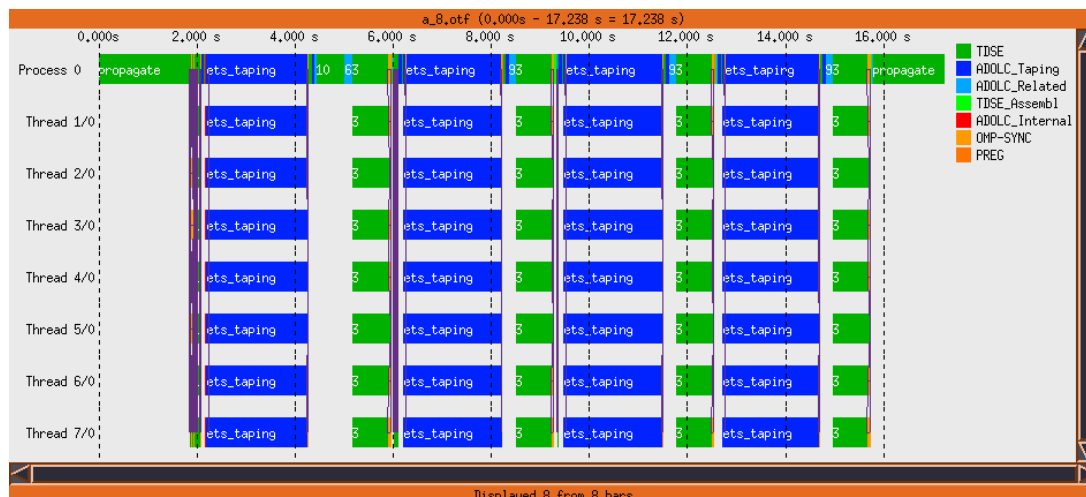 a_8.otf (0.000s - 17.238 s = 17.238 s)
0.000s 2.000 s 4.000 s 6.000 s 8.000 s 10.000 s 12.000 s 14.000 s 16.000 s
Process 0 propagate ets_taping 10 63 ets_taping 93 ets_taping 93 ets_taping 93 propagate
Thread 1/0 ets_taping 3 ets_taping 3 ets_taping 3 ets_taping 3
Thread 2/0 ets_taping 3 ets_taping 3 ets_taping 3 ets_taping 3
Thread 3/0 ets_taping 3 ets_taping 3 ets_taping 3 ets_taping 3
Thread 4/0 ets_taping 3 ets_taping 3 ets_taping 3 ets_taping 3
Thread 5/0 ets_taping 3 ets_taping 3 ets_taping 3 ets_taping 3
Thread 6/0 ets_taping 3 ets_taping 3 ets_taping 3 ets_taping 3
Thread 7/0 ets_taping 3 ets_taping 3 ets_taping 3 ets_taping 3
TDSE
ADOLC_Taping
ADOLC_Related
TDSE_Assembl
ADOLC_Internal
OMP-SYNC
PREG
Displayed 8 from 8 bars